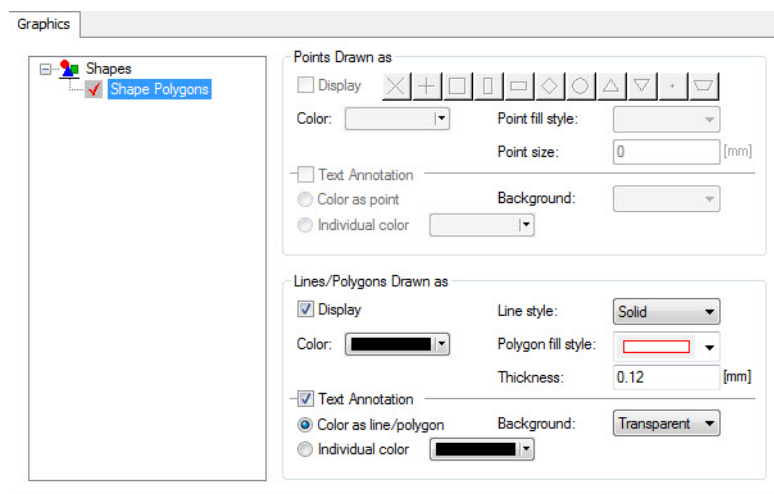 Graphics
Shapes
Shape Polygons
Points Drawn as
Display
Color:
Point fill style:
Point size:
0
[mm]
Text Annotation
Color as point
Background:
Individual color
Lines/Polygons Drawn as
Display
Line style:
Solid
Color:
Polygon fill style:
Thickness:
0.12
[mm]
Text Annotation
Color as line/polygon
Background:
Transparent
Individual color